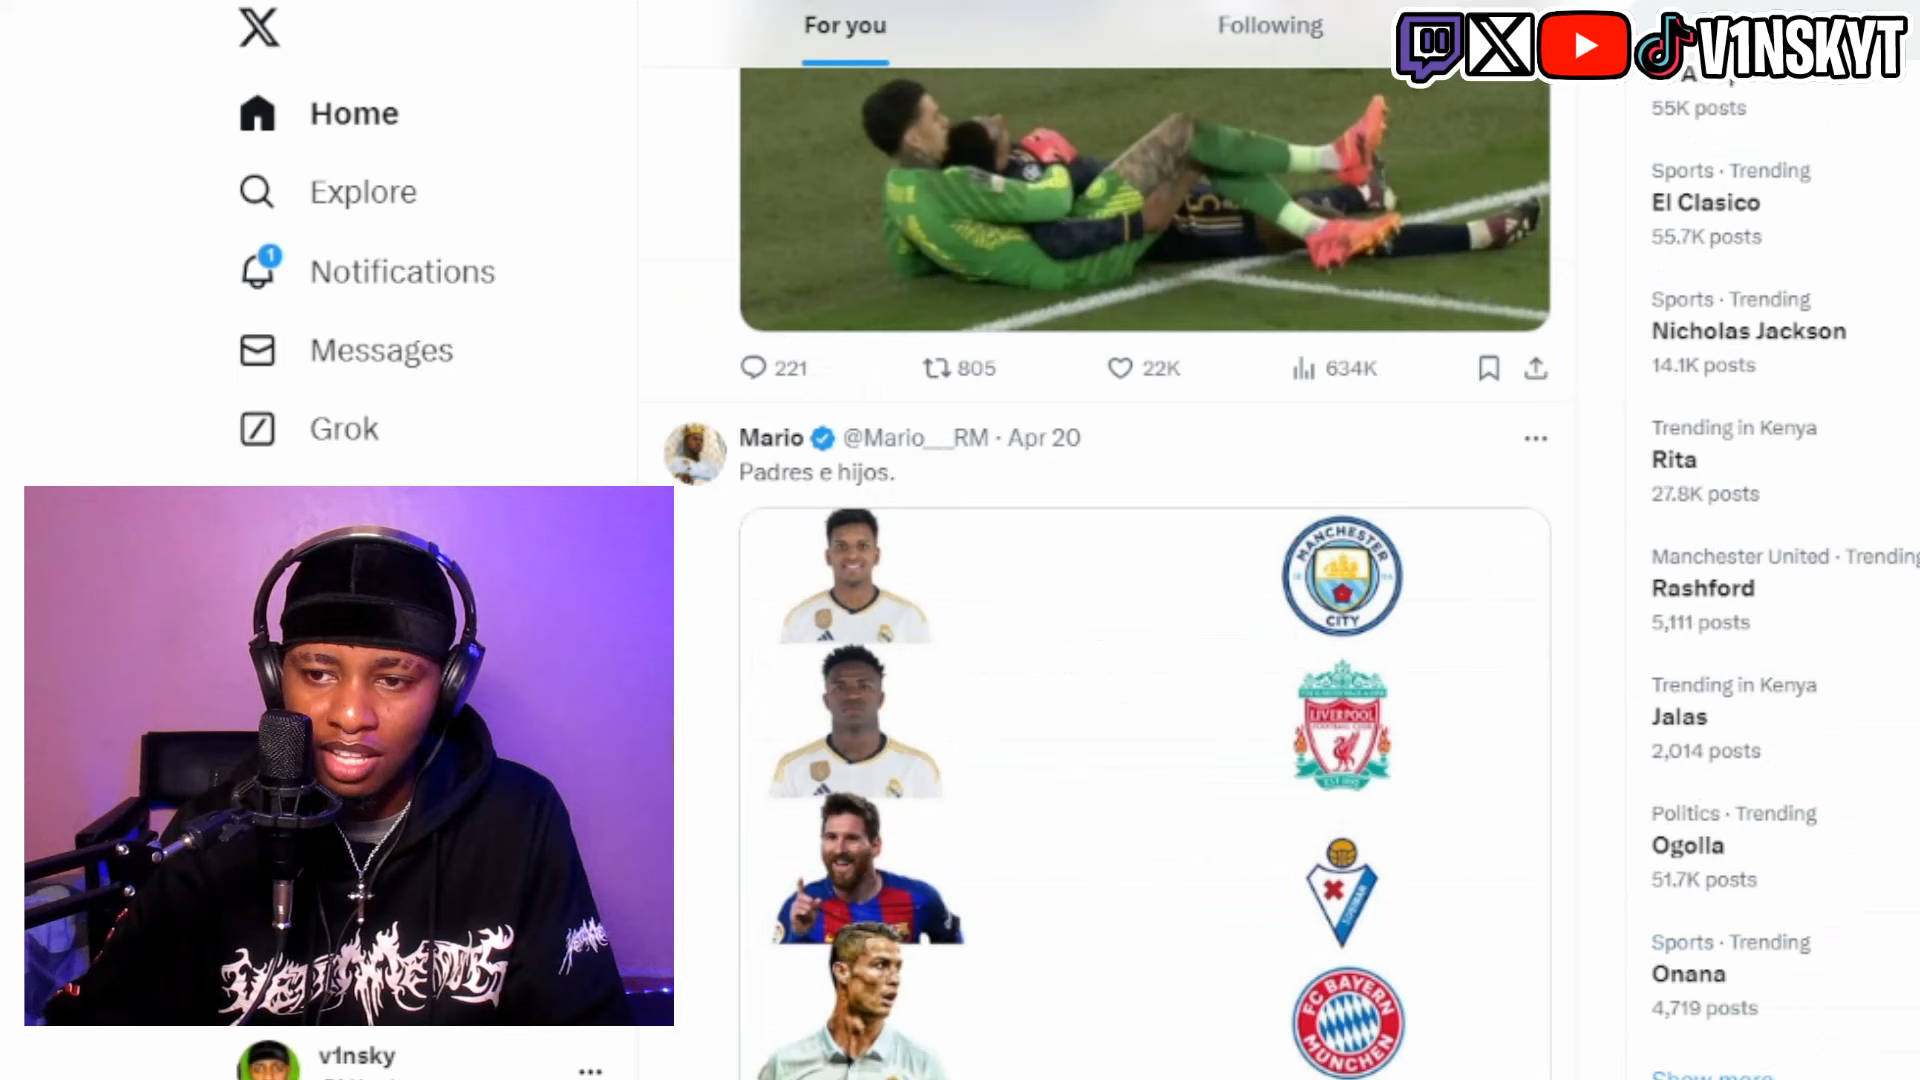 For you
Following
V1NSKYT
55K posts
Home
Explore
1
Notifications
Messages
Grok
Sports · Trending
El Clasico
55.7K posts
Sports · Trending
Nicholas Jackson
14.1K posts
Trending in Kenya
Rita
27.8K posts
Manchester United · Trending
Rashford
5,111 posts
Trending in Kenya
Jalas
2,014 posts
Politics · Trending
Ogolla
51.7K posts
Sports · Trending
Onana
4,719 posts
Show more
221
805
22K
634K
Mario @Mario__RM · Apr 20
Padres e hijos.
MANCHESTER
CITY
LIVERPOOL
FC BAYERN
MÜNCHEN
v1nsky